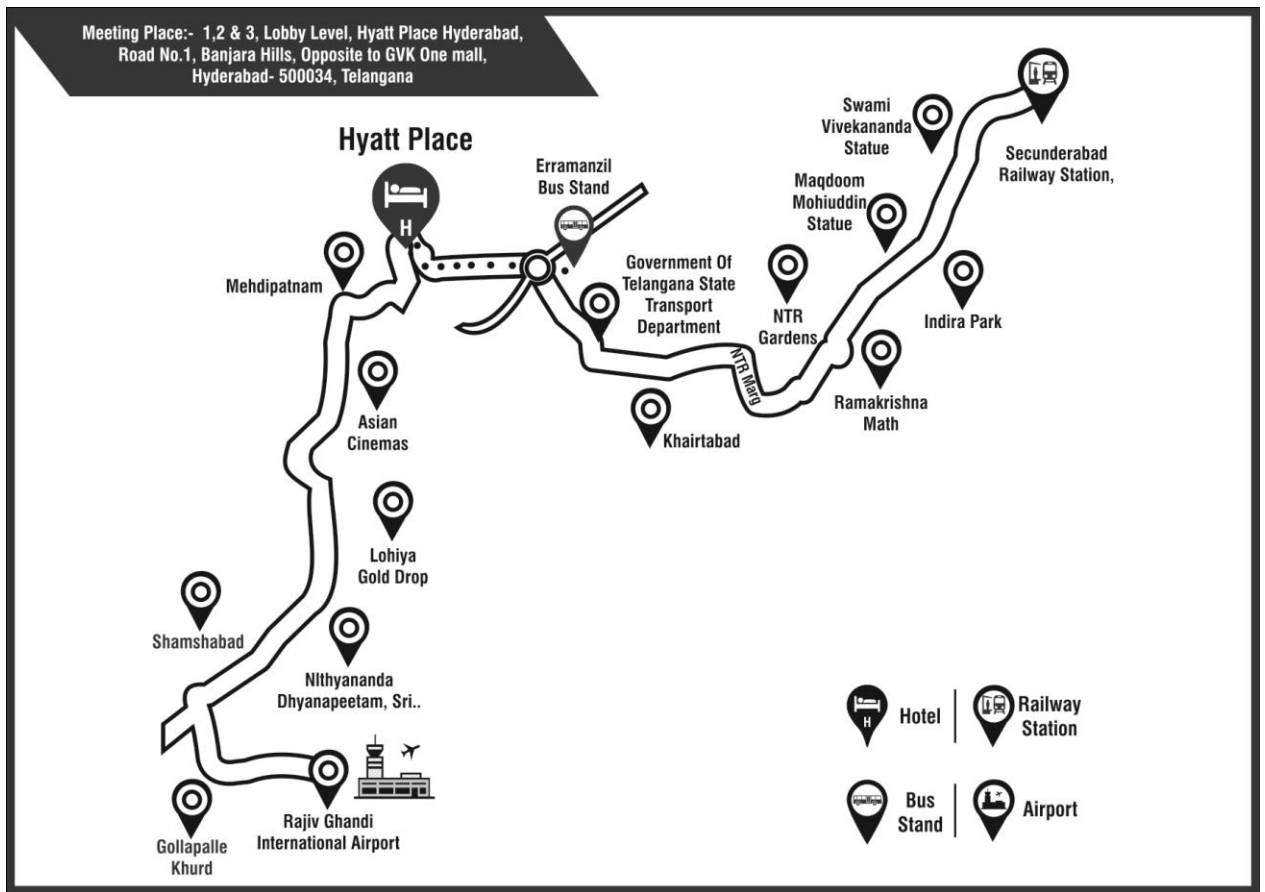 Meeting Place:-  1,2 & 3, Lobby Level, Hyatt Place Hyderabad,
Road No.1, Banjara Hills, Opposite to GVK One mall,
Hyderabad- 500034, Telangana
Hyatt Place
H
Erramanzil
Bus Stand
Swami
Vivekananda
Statue
Secunderabad
Railway Station,
Maqdoom
Mohiuddin
Statue
Mehdipatnam
Government Of
Telangana State
Transport
Department
NTR
Gardens
Indira Park
NTR Marg
Ramakrishna
Math
Khairtabad
Asian
Cinemas
Lohiya
Gold Drop
Shamshabad
NIthyananda
Dhyanapeetam, Sri..
Gollapalle
Khurd
Rajiv Ghandi
International Airport
H
Hotel
Railway
Station
Bus
Stand
Airport